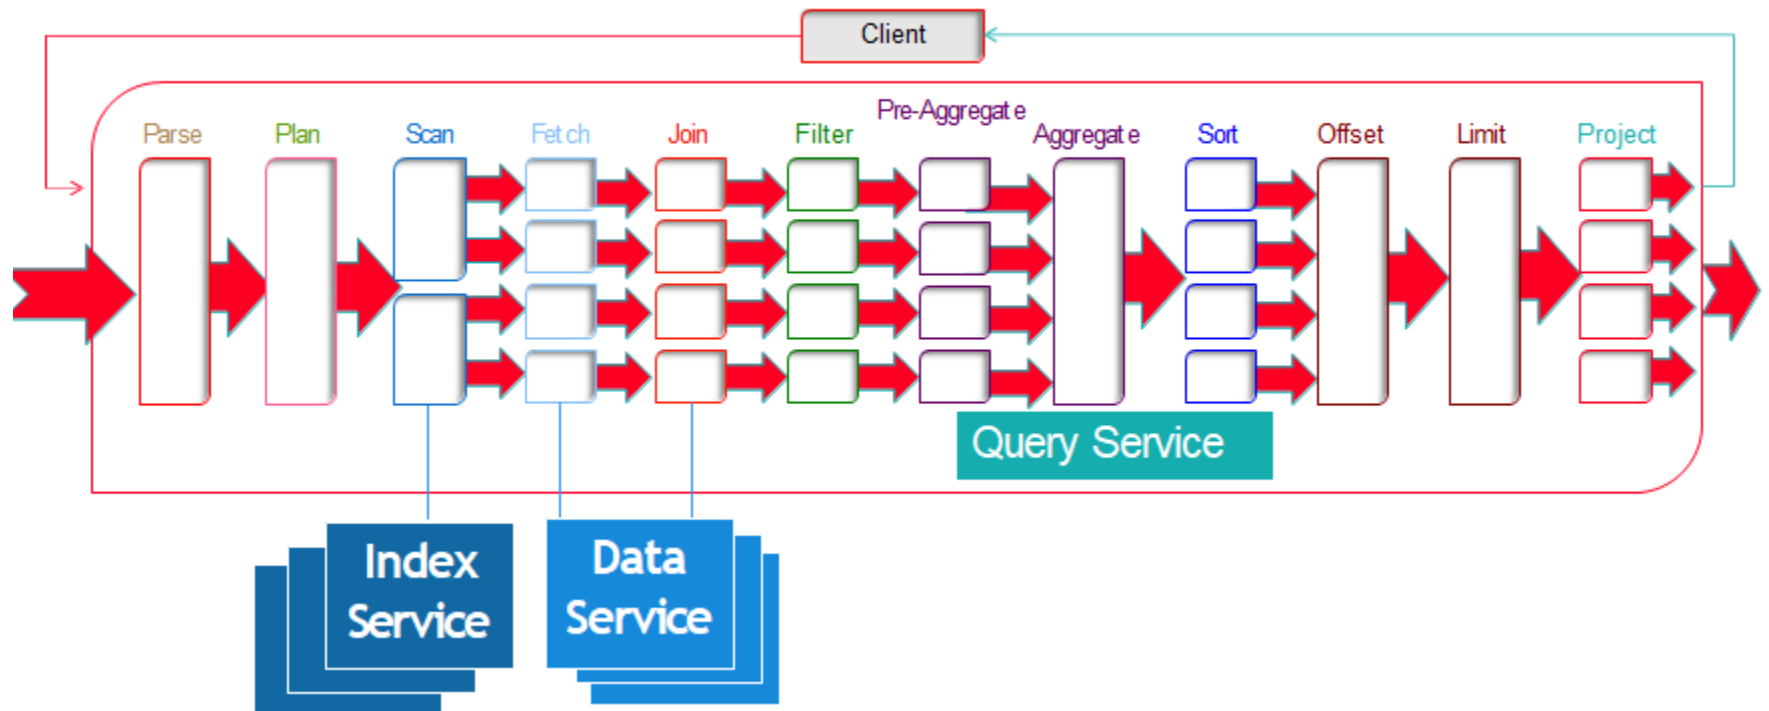 Client
Pre-Aggregate
Parse
Plan
Scan
Fetch
Join
Filter
Aggregate
Sort
Offset
Limit
Project
Query Service
Index
Service
Data
Service